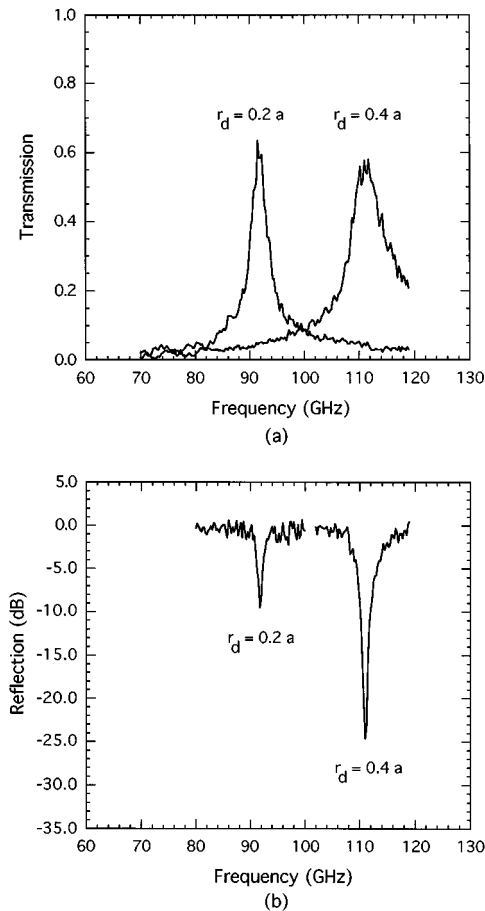 1.0
0.8
0.6
0.4
0.2
0.0
Transmission
r_d = 0.2 a
r_d = 0.4 a
60 70 80 90 100 110 120 130
Frequency (GHz)
(a)
5.0
0.0
-5.0
-10.0
-15.0
-20.0
-25.0
-30.0
-35.0
Reflection (dB)
r_d = 0.2 a
r_d = 0.4 a
60 70 80 90 100 110 120 130
Frequency (GHz)
(b)